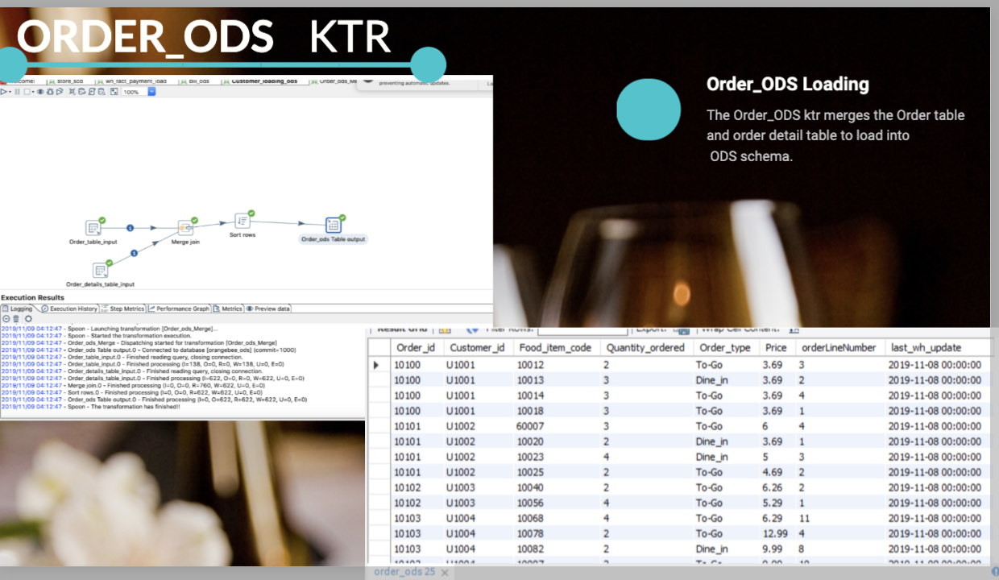 ORDER_ODS KTR
store_scd wh_fact_payment_load bill_ods Customer_loading_ods
preventing automatic updates.
100%
Order_table_input
Merge join
Sort rows
Order_ods Table output
Order_details_table_input
Execution Results
Logging Execution History Step Metrics Performance Graph Metrics Preview data
2019/11/09 04:12:47 - Spoon - Launching transformation [Order_ods_Merge]...
2019/11/09 04:12:47 - Spoon - Started the transformation execution.
2019/11/09 04:12:47 - Order_ods_Merge - Dispatching started for transformation [Order_ods_Merge]
2019/11/09 04:12:47 - Order_ods Table output.0 - Connected to database [orangebee_ods] (commit=1000)
2019/11/09 04:12:47 - Order_table_input.0 - Finished reading query, closing connection.
2019/11/09 04:12:47 - Order_table_input.0 - Finished processing (I=138, O=0, R=0, W=138, U=0, E=0)
2019/11/09 04:12:47 - Order_details_table_input.0 - Finished reading query, closing connection.
2019/11/09 04:12:47 - Order_details_table_input.0 - Finished processing (I=622, O=0, R=0, W=622, U=0, E=0)
2019/11/09 04:12:47 - Merge join.0 - Finished processing (I=0, O=0, R=760, W=622, U=0, E=0)
2019/11/09 04:12:47 - Sort rows.0 - Finished processing (I=0, O=0, R=622, W=622, U=0, E=0)
2019/11/09 04:12:47 - Order_ods Table output.0 - Finished processing (I=0, O=622, R=622, W=622, U=0, E=0)
2019/11/09 04:12:47 - Spoon - The transformation has finished!!
Order_ODS Loading
The Order_ODS ktr merges the Order table
and order detail table to load into
ODS schema.
Result Grid Filter Rows: Export: Wrap Cell Content:
Order_id Customer_id Food_item_code Quantity_ordered Order_type Price orderLineNumber last_wh_update
10100 U1001 10012 2 To-Go 3.69 3 2019-11-08 00:00:00
10100 U1001 10013 3 Dine_in 3.69 2 2019-11-08 00:00:00
10100 U1001 10014 3 To-Go 3.69 4 2019-11-08 00:00:00
10100 U1001 10018 3 To-Go 3.69 1 2019-11-08 00:00:00
10101 U1002 60007 3 To-Go 6 4 2019-11-08 00:00:00
10101 U1002 10020 2 Dine_in 3.69 1 2019-11-08 00:00:00
10101 U1002 10023 4 Dine_in 5 3 2019-11-08 00:00:00
10101 U1002 10025 2 To-Go 4.69 2 2019-11-08 00:00:00
10102 U1003 10040 2 To-Go 6.26 2 2019-11-08 00:00:00
10102 U1003 10056 4 To-Go 5.29 1 2019-11-08 00:00:00
10103 U1004 10068 4 To-Go 6.29 11 2019-11-08 00:00:00
10103 U1004 10078 2 To-Go 12.99 4 2019-11-08 00:00:00
10103 U1004 10082 2 Dine_in 9.99 8 2019-11-08 00:00:00
order_ods 25